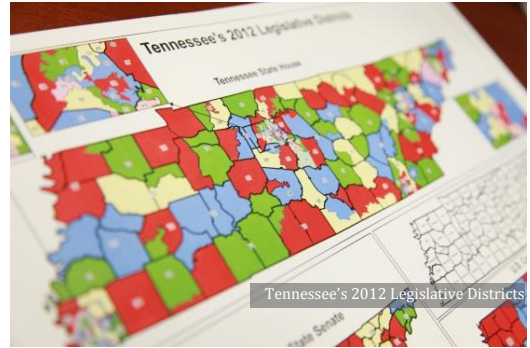 Tennessee's 2012 Legislative Districts
Tennessee State House
Tennessee's 2012 Legislative Districts
State Senate